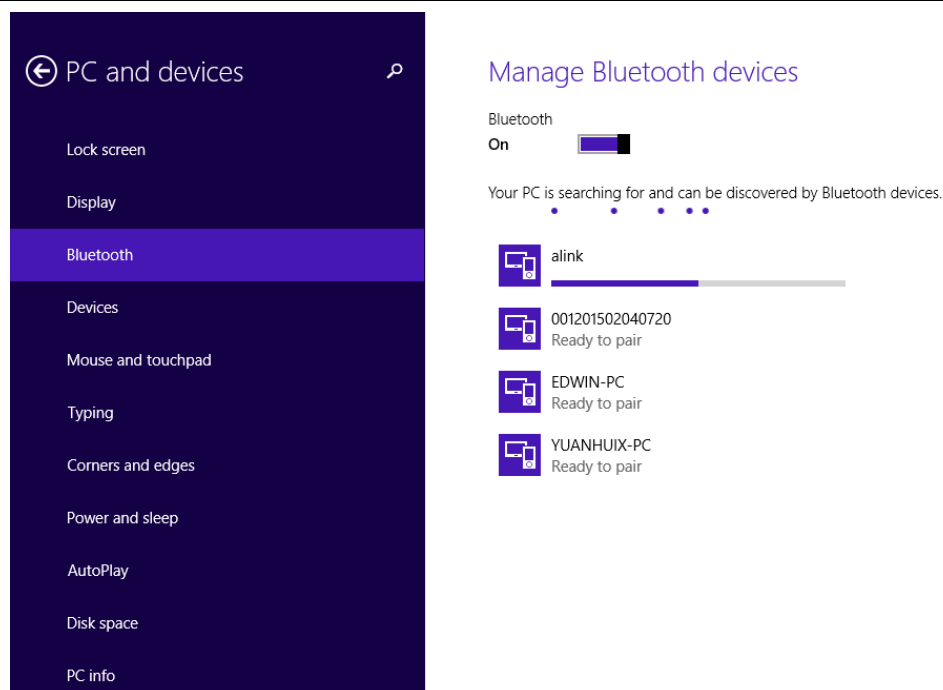 PC and devices
Lock screen
Display
Bluetooth
Devices
Mouse and touchpad
Typing
Corners and edges
Power and sleep
AutoPlay
Disk space
PC info
Manage Bluetooth devices
Bluetooth
On
Your PC is searching for and can be discovered by Bluetooth devices.
alink
001201502040720
Ready to pair
EDWIN-PC
Ready to pair
YUANHUIX-PC
Ready to pair